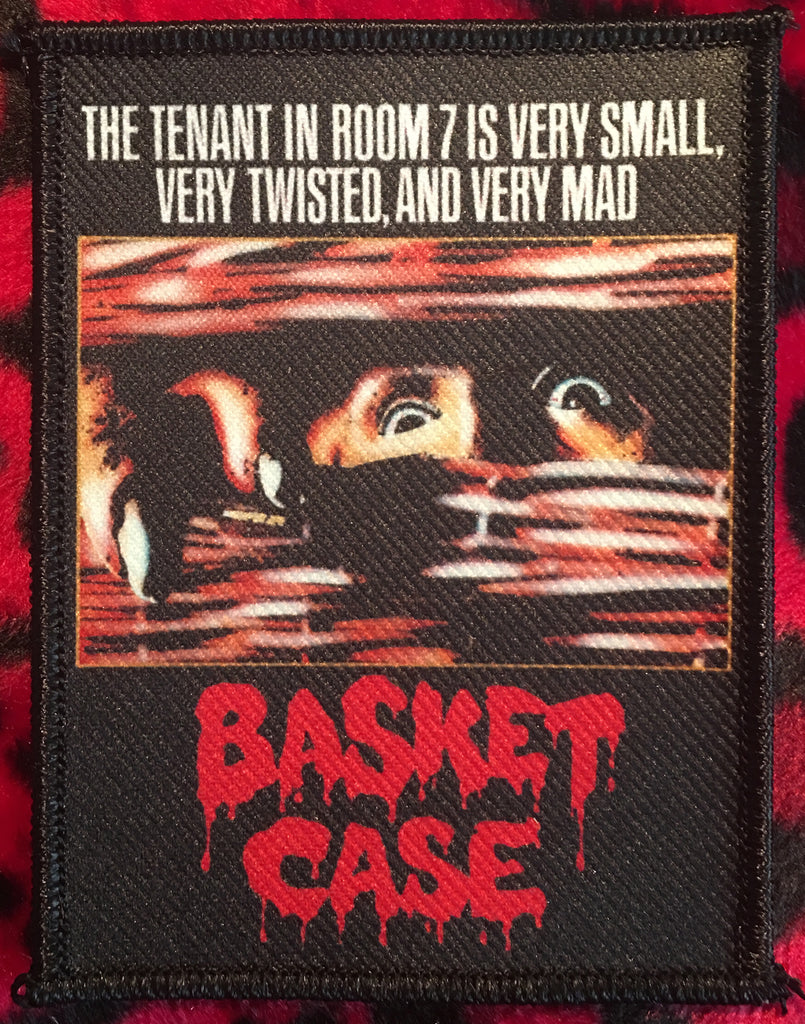 THE TENANT IN ROOM 7 IS VERY SMALL,
VERY TWISTED, AND VERY MAD
BASKET
CASE